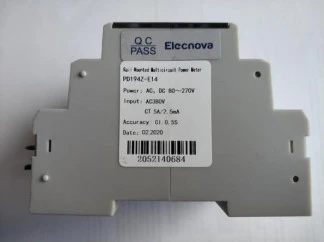 QC
PASS
Elecnova
Rail Mounted Multicircuit Power Meter
PD194Z-E14
Power: AC, DC 80～270V
Input: AC380V
CT 5A/2.5mA
Accuracy: Cl.0.5S
Date: 02.2020
2052140684